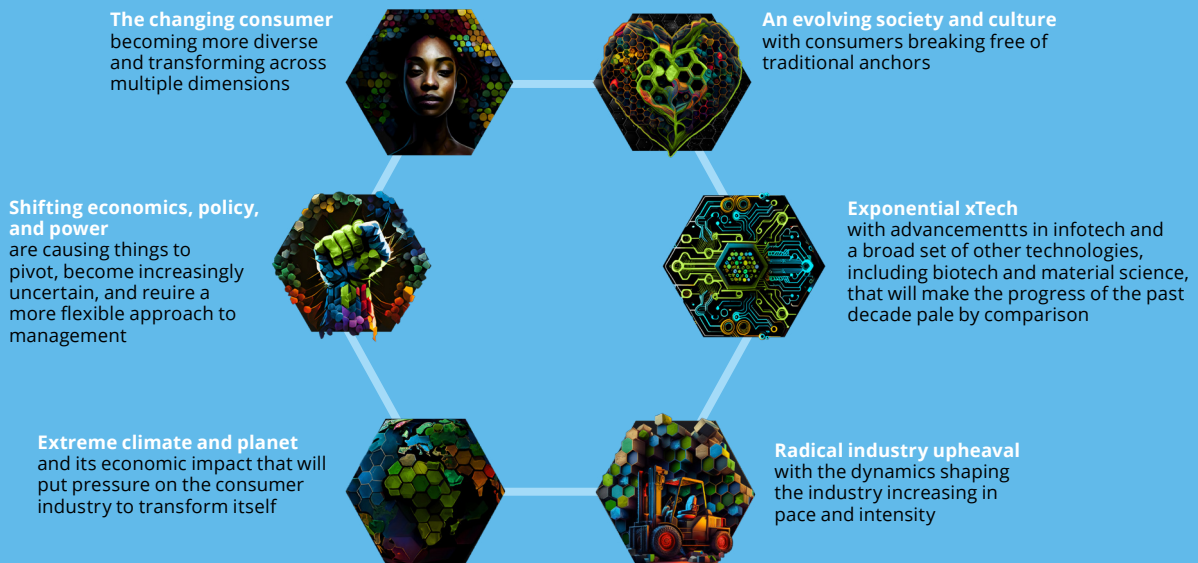 The changing consumer
becoming more diverse
and transforming across
multiple dimensions
An evolving society and culture
with consumers breaking free of
traditional anchors
Shifting economics, policy,
and power
are causing things to
pivot, become increasingly
uncertain, and reuire a
more flexible approach to
management
Exponential xTech
with advancementts in infotech and
a broad set of other technologies,
including biotech and material science,
that will make the progress of the past
decade pale by comparison
Extreme climate and planet
and its economic impact that will
put pressure on the consumer
industry to transform itself
Radical industry upheaval
with the dynamics shaping
the industry increasing in
pace and intensity